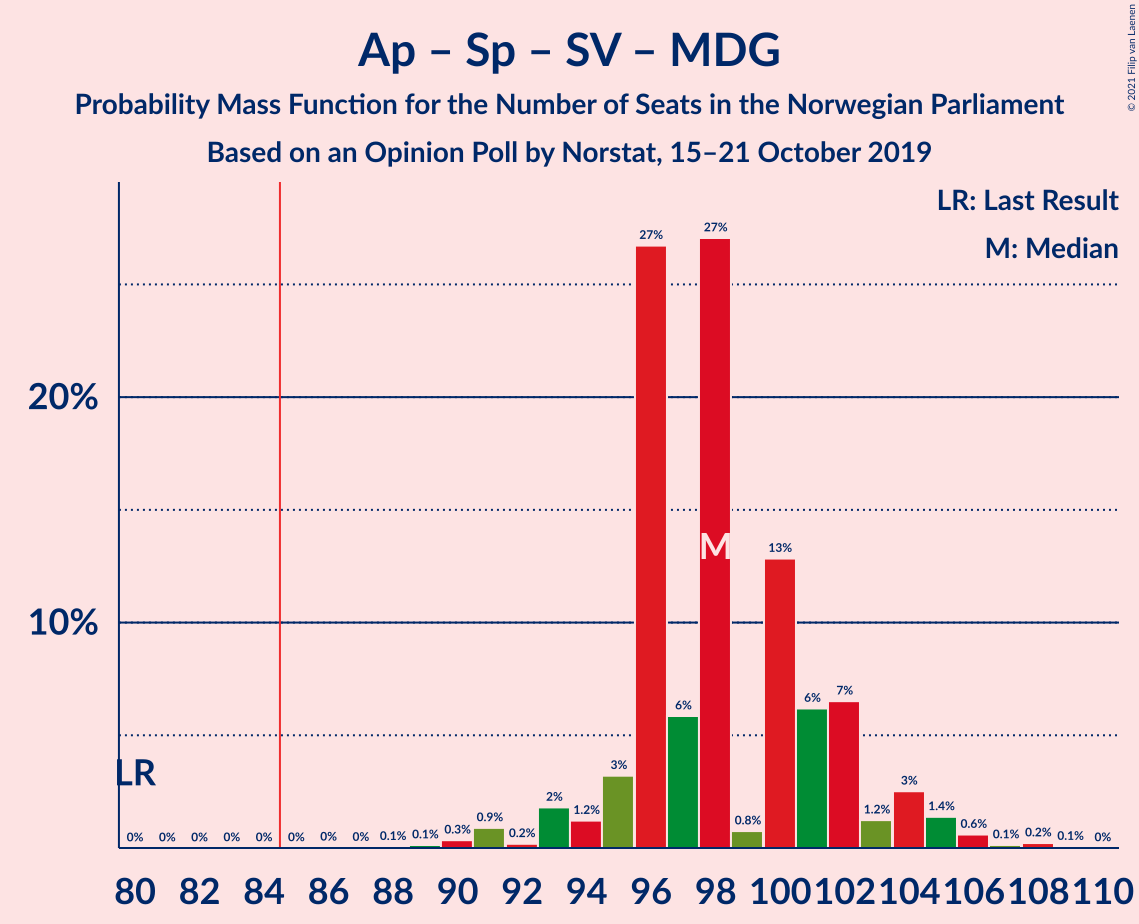 Ap – Sp – SV – MDG
Probability Mass Function for the Number of Seats in the Norwegian Parliament
Based on an Opinion Poll by Norstat, 15–21 October 2019
© 2021 Filip van Laenen
LR: Last Result
M: Median
20%
10%
LR
M
0% 0% 0% 0% 0% 0% 0% 0% 0.1% 0.1% 0.3% 0.9% 0.2% 2% 1.2% 3% 27% 6% 27% 0.8% 13% 6% 7% 1.2% 3% 1.4% 0.6% 0.1% 0.2% 0.1% 0%
80 82 84 86 88 90 92 94 96 98 100 102 104 106 108 110